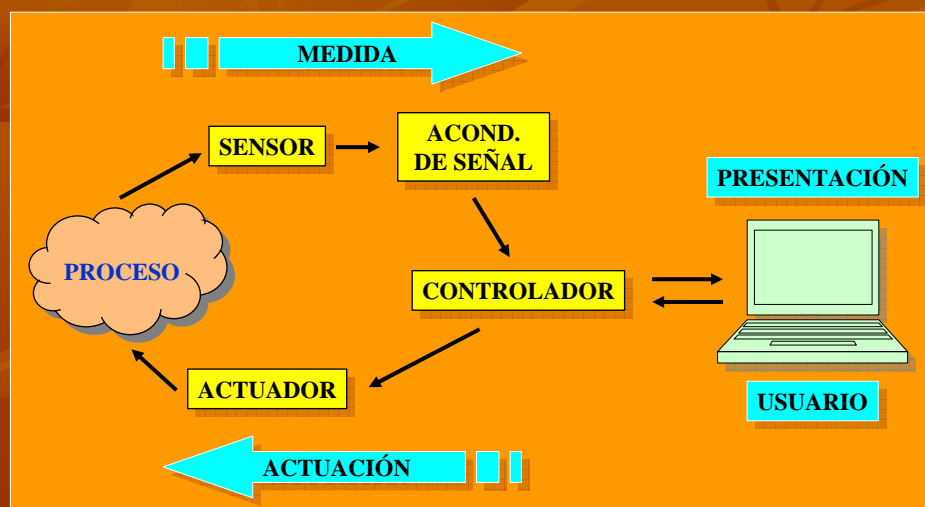 MEDIDA
SENSOR
ACOND.
DE SEÑAL
PRESENTACIÓN
PROCESO
CONTROLADOR
ACTUADOR
USUARIO
ACTUACIÓN